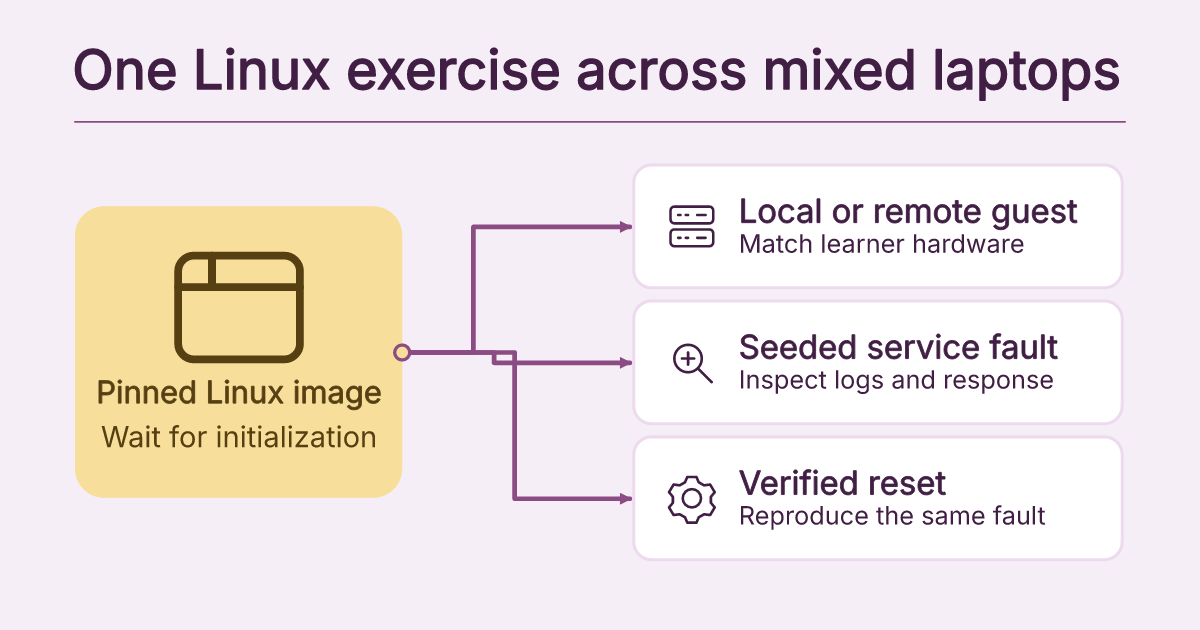 One Linux exercise across mixed laptops
Pinned Linux image
Wait for initialization
Local or remote guest
Match learner hardware
Seeded service fault
Inspect logs and response
Verified reset
Reproduce the same fault